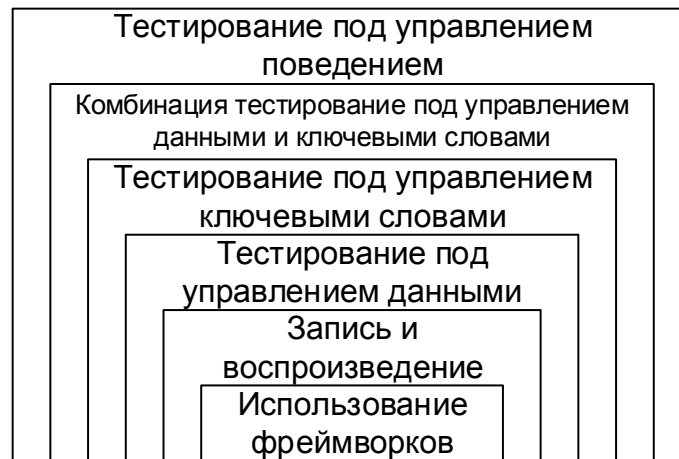 Тестирование под управлением
поведением
Комбинация тестирование под управлением
данными и ключевыми словами
Тестирование под управлением
ключевыми словами
Тестирование под
управлением данными
Запись и
воспроизведение
Использование
фреймворков